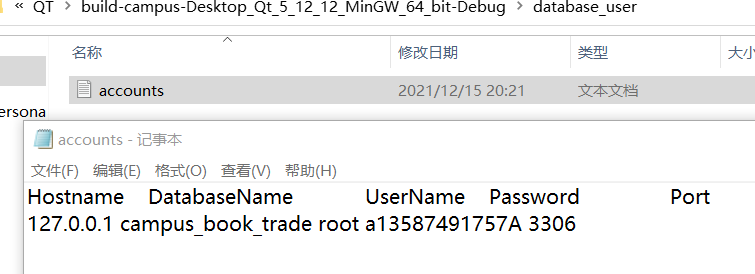 « QT › build-campus-Desktop_Qt_5_12_12_MinGW_64_bit-Debug › database_user
名称 修改日期 类型 大小
accounts 2021/12/15 20:21 文本文档
ersona
accounts - 记事本
文件(F) 编辑(E) 格式(O) 查看(V) 帮助(H)
Hostname DatabaseName UserName Password Port
127.0.0.1 campus_book_trade root a13587491757A 3306